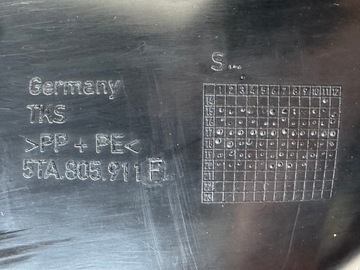 Germany
TKS
>PP + PE<
5TA.805.911 F
S
1 2 3 4 5 6 7 8 9 10 11 12